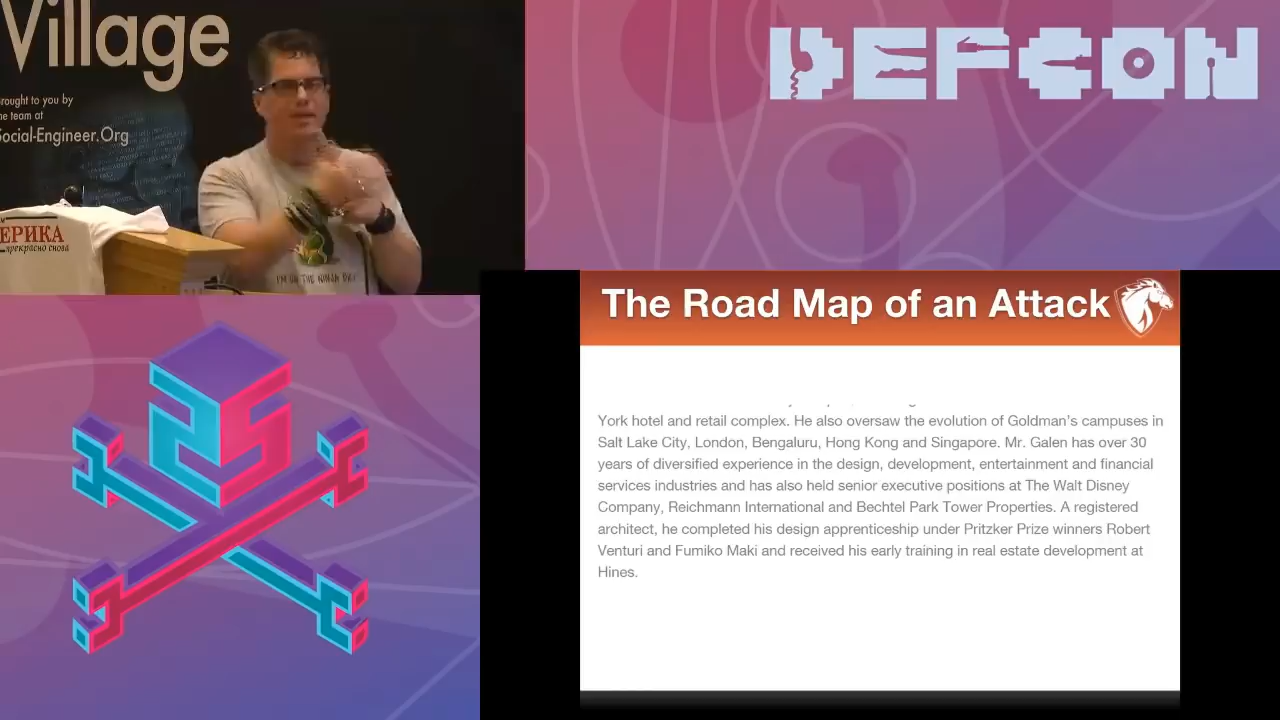 Village
rought to you by
he team at
Social-Engineer.Org
ЕРИКА
прекрасно снова
I'M
THE NINJA
DEFCON
The Road Map of an Attack
York hotel and retail complex. He also oversaw the evolution of Goldman's campuses in
Salt Lake City, London, Bengaluru, Hong Kong and Singapore. Mr. Galen has over 30
years of diversified experience in the design, development, entertainment and financial
services industries and has also held senior executive positions at The Walt Disney
Company, Reichmann International and Bechtel Park Tower Properties. A registered
architect, he completed his design apprenticeship under Pritzker Prize winners Robert
Venturi and Fumiko Maki and received his early training in real estate development at
Hines.